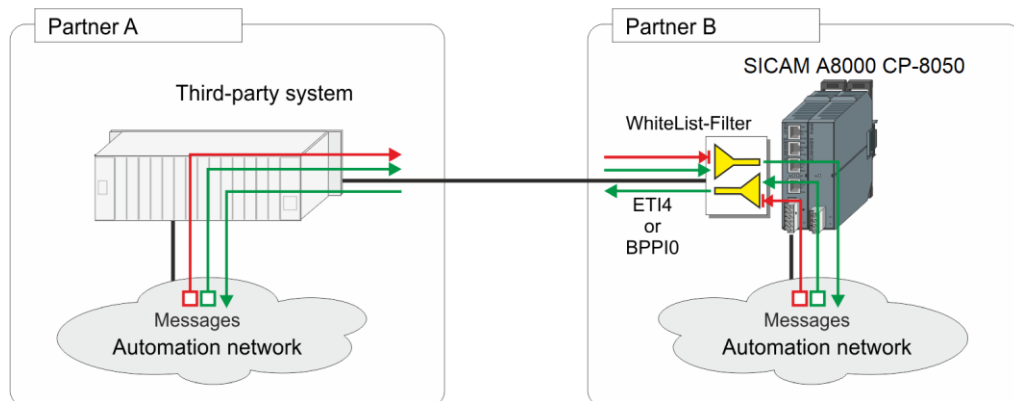 Partner A
Partner B
SICAM A8000 CP-8050
Third-party system
WhiteList-Filter
ETI4
or
BPPI0
Messages
Automation network
Messages
Automation network